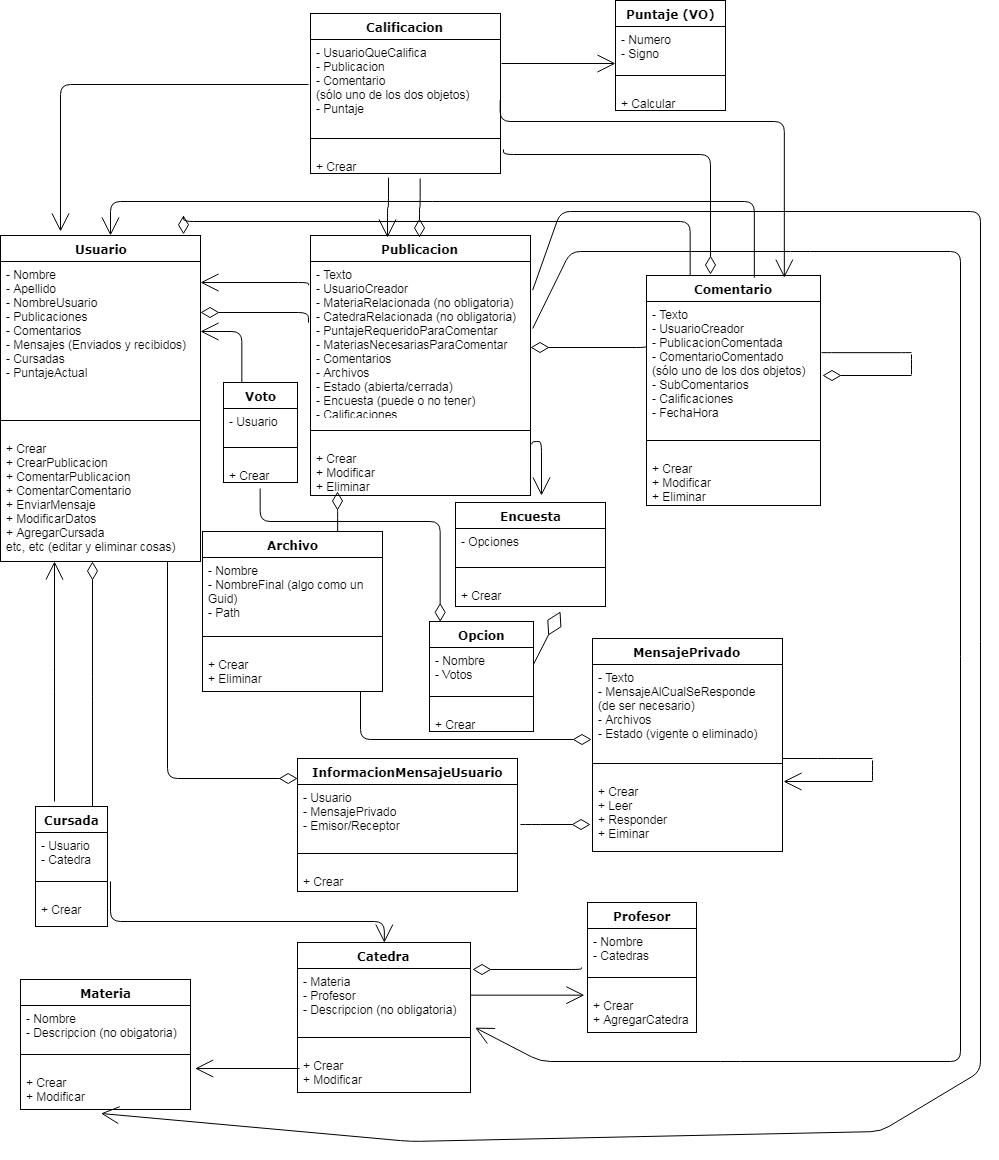 Calificacion
- UsuarioQueCalifica
- Publicacion
- Comentario
(sólo uno de los dos objetos)
- Puntaje
+ Crear
Puntaje (VO)
- Numero
- Signo
+ Calcular
Usuario
- Nombre
- Apellido
- NombreUsuario
- Publicaciones
- Comentarios
- Mensajes (Enviados y recibidos)
- Cursadas
- PuntajeActual
+ Crear
+ CrearPublicacion
+ ComentarPublicacion
+ ComentarComentario
+ EnviarMensaje
+ ModificarDatos
+ AgregarCursada
etc, etc (editar y eliminar cosas)
Voto
- Usuario
+ Crear
Publicacion
- Texto
- UsuarioCreador
- MateriaRelacionada (no obligatoria)
- CatedraRelacionada (no obligatoria)
- PuntajeRequeridoParaComentar
- MateriasNecesariasParaComentar
- Comentarios
- Archivos
- Estado (abierta/cerrada)
- Encuesta (puede o no tener)
- Calificaciones
+ Crear
+ Modificar
+ Eliminar
Comentario
- Texto
- UsuarioCreador
- PublicacionComentada
- ComentarioComentado
(sólo uno de los dos objetos)
- SubComentarios
- Calificaciones
- FechaHora
+ Crear
+ Modificar
+ Eliminar
Archivo
- Nombre
- NombreFinal (algo como un
Guid)
- Path
+ Crear
+ Eliminar
Encuesta
- Opciones
+ Crear
Opcion
- Nombre
- Votos
+ Crear
MensajePrivado
- Texto
- MensajeAlCualSeResponde
(de ser necesario)
- Archivos
- Estado (vigente o eliminado)
+ Crear
+ Leer
+ Responder
+ Eiminar
InformacionMensajeUsuario
- Usuario
- MensajePrivado
- Emisor/Receptor
+ Crear
Cursada
- Usuario
- Catedra
+ Crear
Catedra
- Materia
- Profesor
- Descripcion (no obligatoria)
+ Crear
+ Modificar
Profesor
- Nombre
- Catedras
+ Crear
+ AgregarCatedra
Materia
- Nombre
- Descripcion (no obigatoria)
+ Crear
+ Modificar